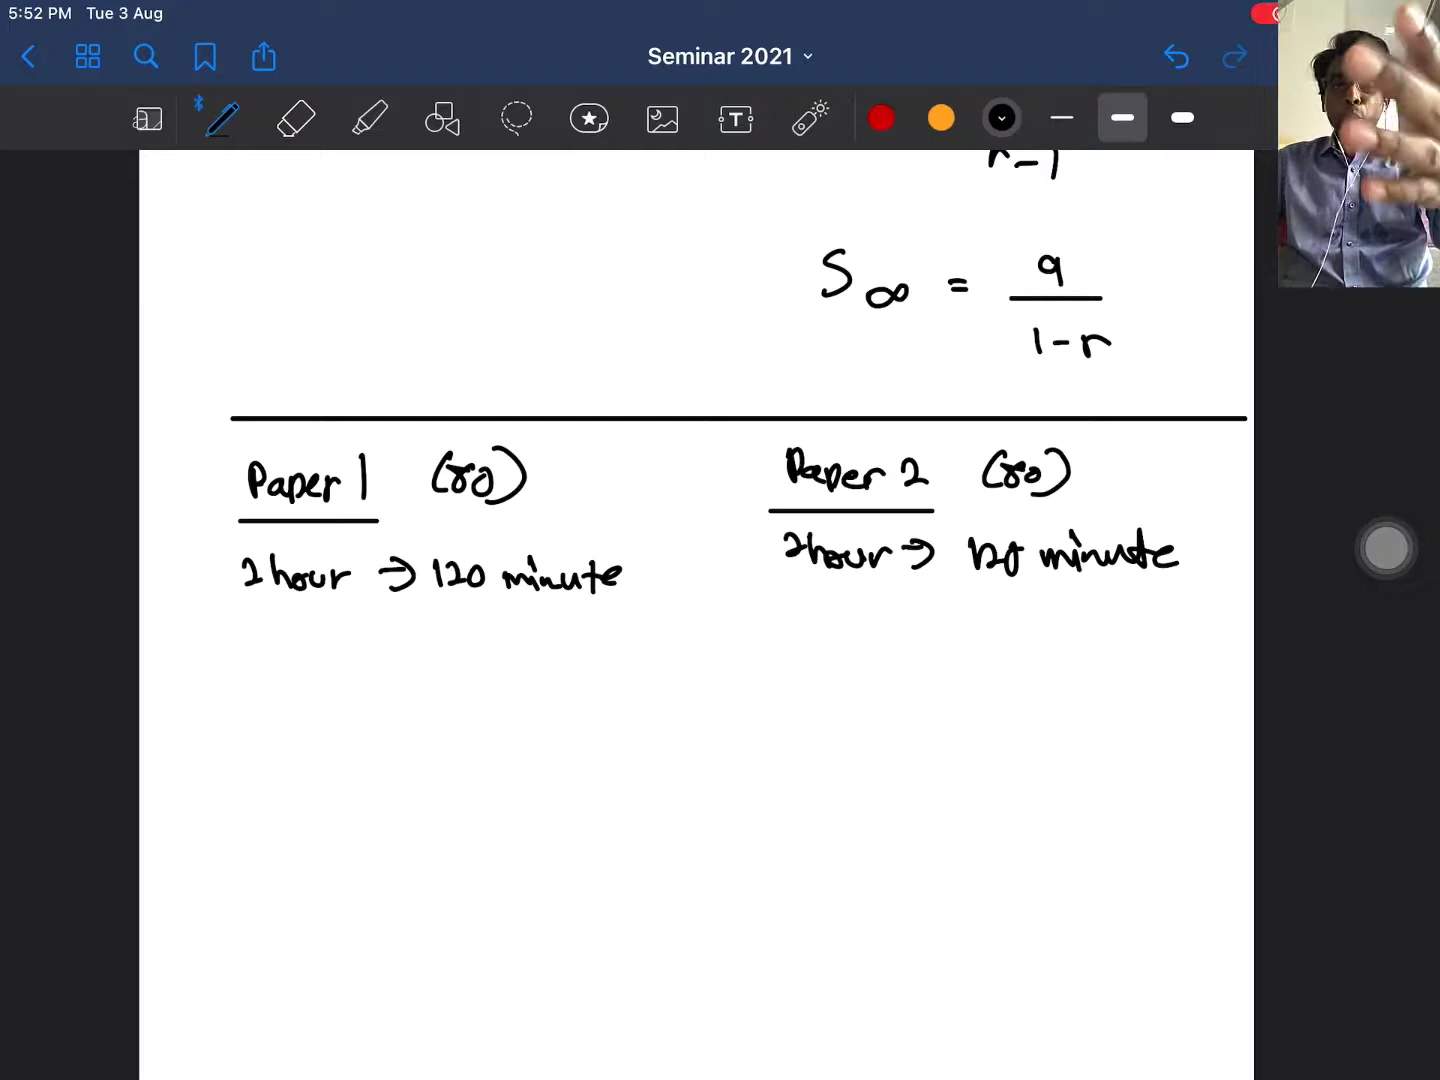 5:52 PM Tue 3 Aug
Seminar 2021
r-1
S∞ = a
1-r
Paper 1 (80) Paper 2 (80)
2 hour → 120 minute 2 hour → 120 minute